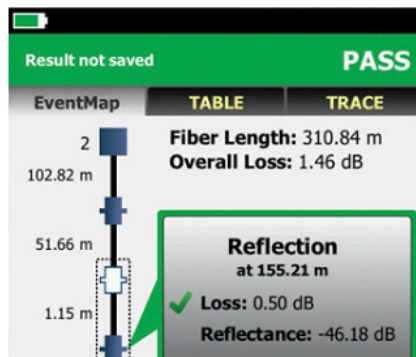 Result not saved
PASS
EventMap
TABLE
TRACE
2
Fiber Length: 310.84 m
Overall Loss: 1.46 dB
102.82 m
51.66 m
Reflection
at 155.21 m
Loss: 0.50 dB
1.15 m
Reflectance: -46.18 dB